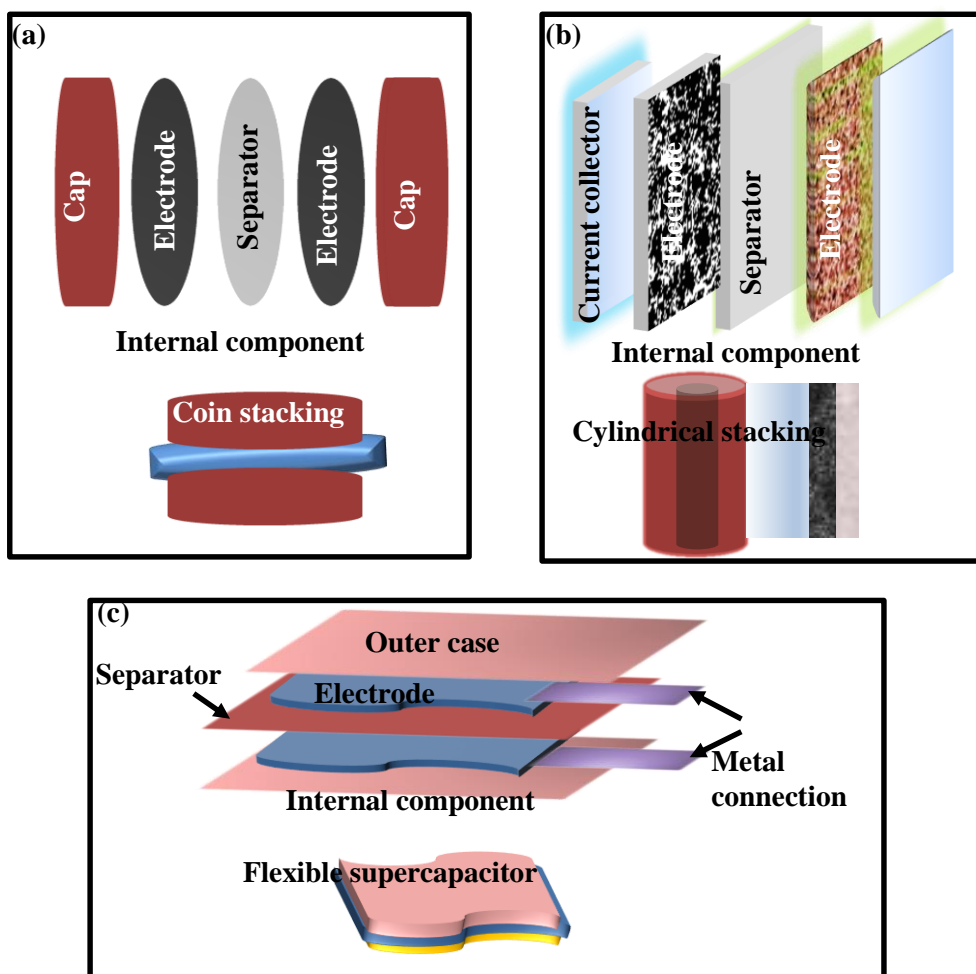 (a)
Cap
Electrode
Separator
Electrode
Cap
Internal component
Coin stacking
(b)
Current collector
Electrode
Separator
Electrode
Internal component
Cylindrical stacking
(c)
Outer case
Separator
Electrode
Metal
connection
Internal component
Flexible supercapacitor